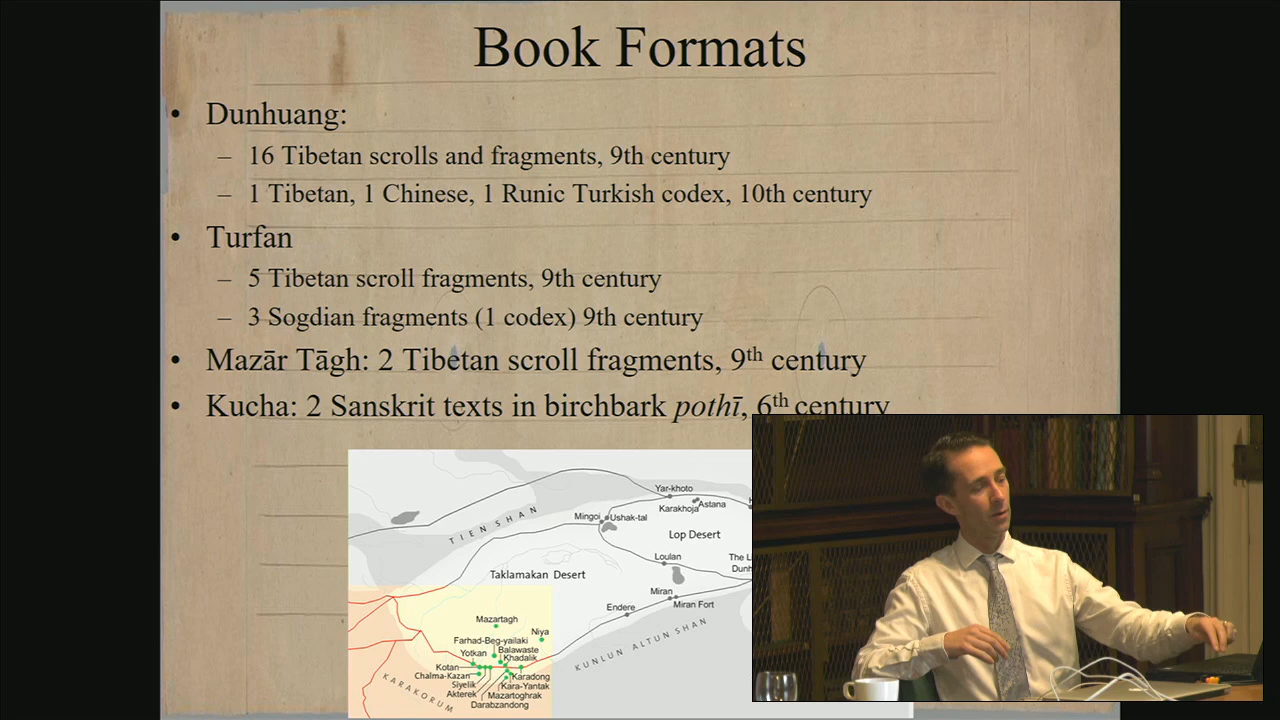 Book Formats
• Dunhuang:
– 16 Tibetan scrolls and fragments, 9th century
– 1 Tibetan, 1 Chinese, 1 Runic Turkish codex, 10th century
• Turfan
– 5 Tibetan scroll fragments, 9th century
– 3 Sogdian fragments (1 codex) 9th century
• Mazār Tāgh: 2 Tibetan scroll fragments, 9th century
• Kucha: 2 Sanskrit texts in birchbark pothī, 6th century
Yar-khoto
Astana
Karakhoja
TIEN SHAN
Mingoi
Ushak-tal
Lop Desert
Loulan
The L
Dunh
Taklamakan Desert
Miran
Miran Fort
Endere
Mazartagh
Niya
Farhad-Beg-yailaki
Balawaste
Yotkan
Khadalik
Kotan
KUNLUN ALTUN SHAN
Chalma-Kazan
Karadong
Siyelik
Kara-Yantak
Akterek
Mazartoghrak
Darabzandong
KARAKORUM